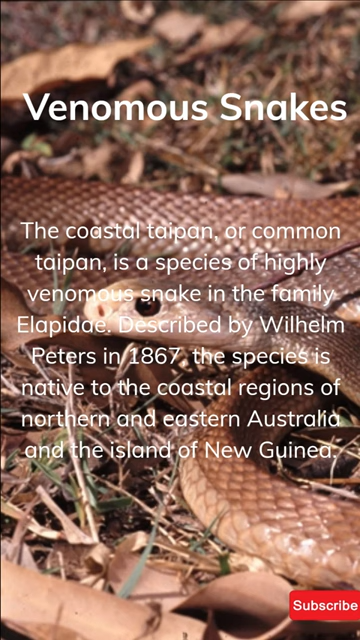 Venomous Snakes
The coastal taipan, or common
taipan, is a species of highly
venomous snake in the family
Elapidae. Described by Wilhelm
Peters in 1867, the species is
native to the coastal regions of
northern and eastern Australia
and the island of New Guinea.
Subscribe